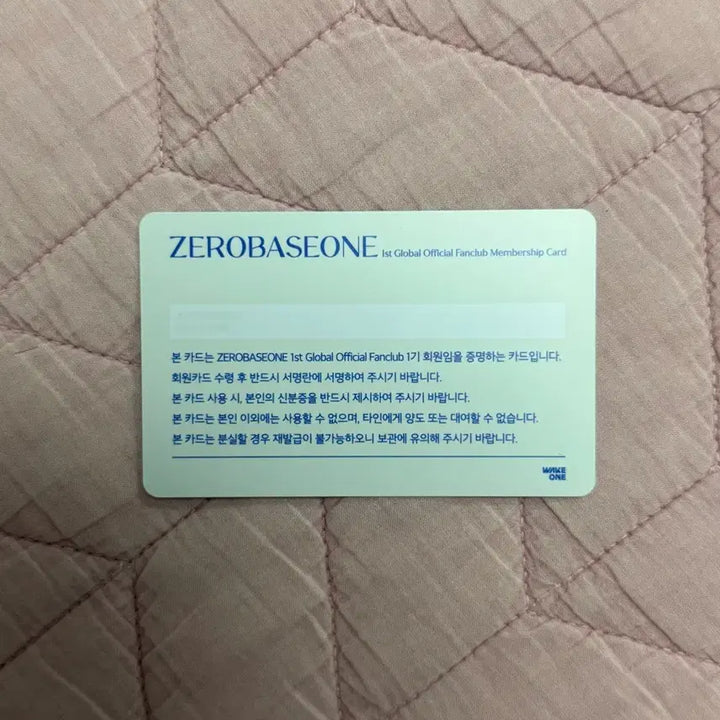 ZEROBASEONE 1st Global Official Fanclub Membership Card
본 카드는 ZEROBASEONE 1st Global Official Fanclub 1기 회원임을 증명하는 카드입니다.
회원카드 수령 후 반드시 서명란에 서명하여 주시기 바랍니다.
본 카드 사용 시, 본인의 신분증을 반드시 제시하여 주시기 바랍니다.
본 카드는 본인 이외에는 사용할 수 없으며, 타인에게 양도 또는 대여할 수 없습니다.
본 카드는 분실할 경우 재발급이 불가능하오니 보관에 유의해 주시기 바랍니다.
WAKE
ONE